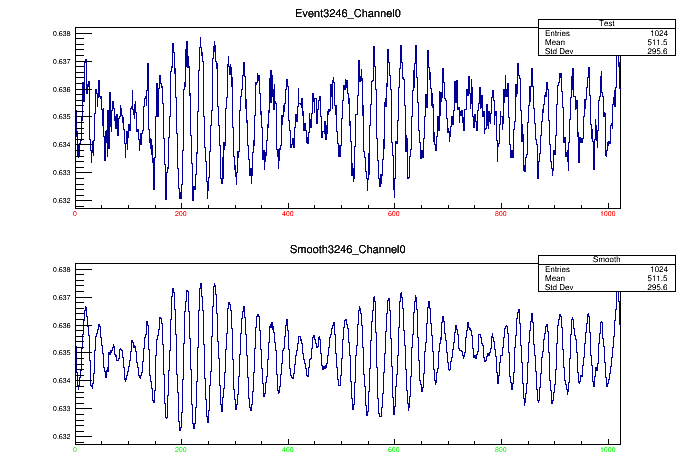 Event3246_Channel0
Test
Entries 1024
Mean 511.5
Std Dev 295.6
0.638
0.637
0.636
0.635
0.634
0.633
0.632
0 200 400 600 800 1000
Smooth3246_Channel0
Smooth
Entries 1024
Mean 511.5
Std Dev 295.6
0.638
0.637
0.636
0.635
0.634
0.633
0.632
0 200 400 600 800 1000